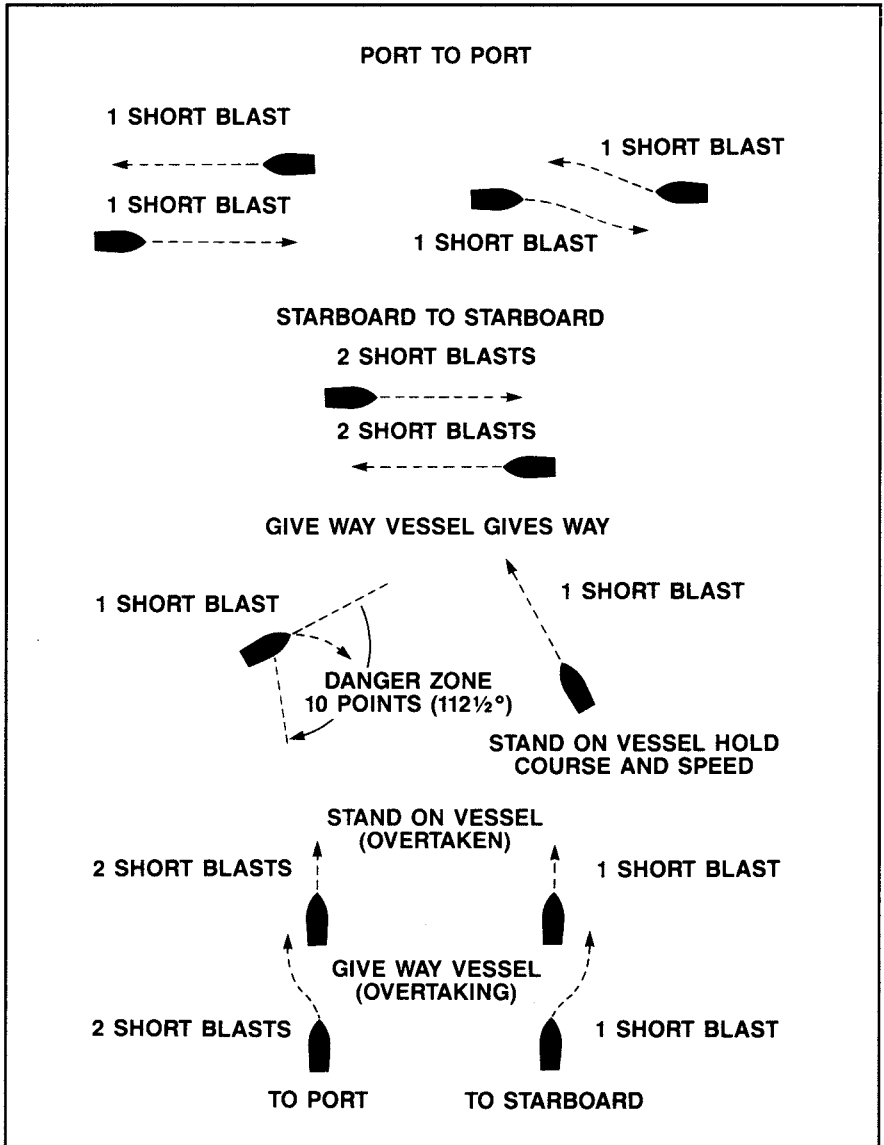 PORT TO PORT
1 SHORT BLAST
1 SHORT BLAST
1 SHORT BLAST
1 SHORT BLAST
STARBOARD TO STARBOARD
2 SHORT BLASTS
2 SHORT BLASTS
GIVE WAY VESSEL GIVES WAY
1 SHORT BLAST
1 SHORT BLAST
DANGER ZONE
10 POINTS (112½°)
STAND ON VESSEL HOLD
COURSE AND SPEED
STAND ON VESSEL
(OVERTAKEN)
2 SHORT BLASTS
1 SHORT BLAST
GIVE WAY VESSEL
(OVERTAKING)
2 SHORT BLASTS
1 SHORT BLAST
TO PORT
TO STARBOARD